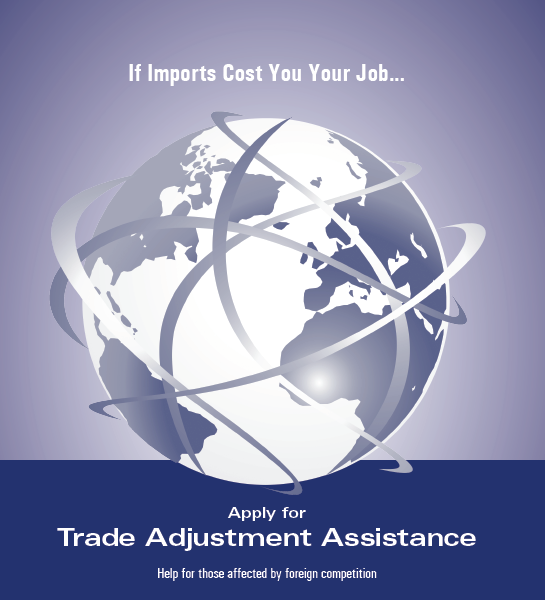 If Imports Cost You Your Job...
Apply for
Trade Adjustment Assistance
Help for those affected by foreign competition